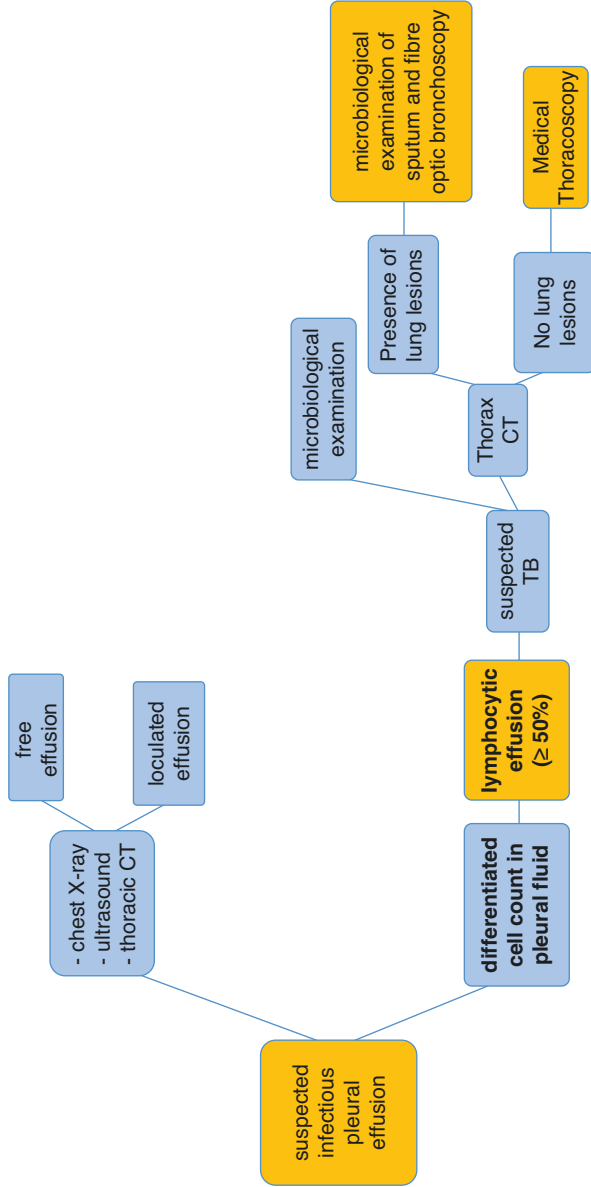 suspected
infectious
pleural
effusion
- chest X-ray
- ultrasound
- thoracic CT
free
effusion
loculated
effusion
differentiated
cell count in
pleural fluid
lymphocytic
effusion
(≥ 50%)
suspected
TB
microbiological
examination
Thorax
CT
Presence of
lung lesions
microbiological
examination of
sputum and fibre
optic bronchoscopy
No lung
lesions
Medical
Thoracoscopy